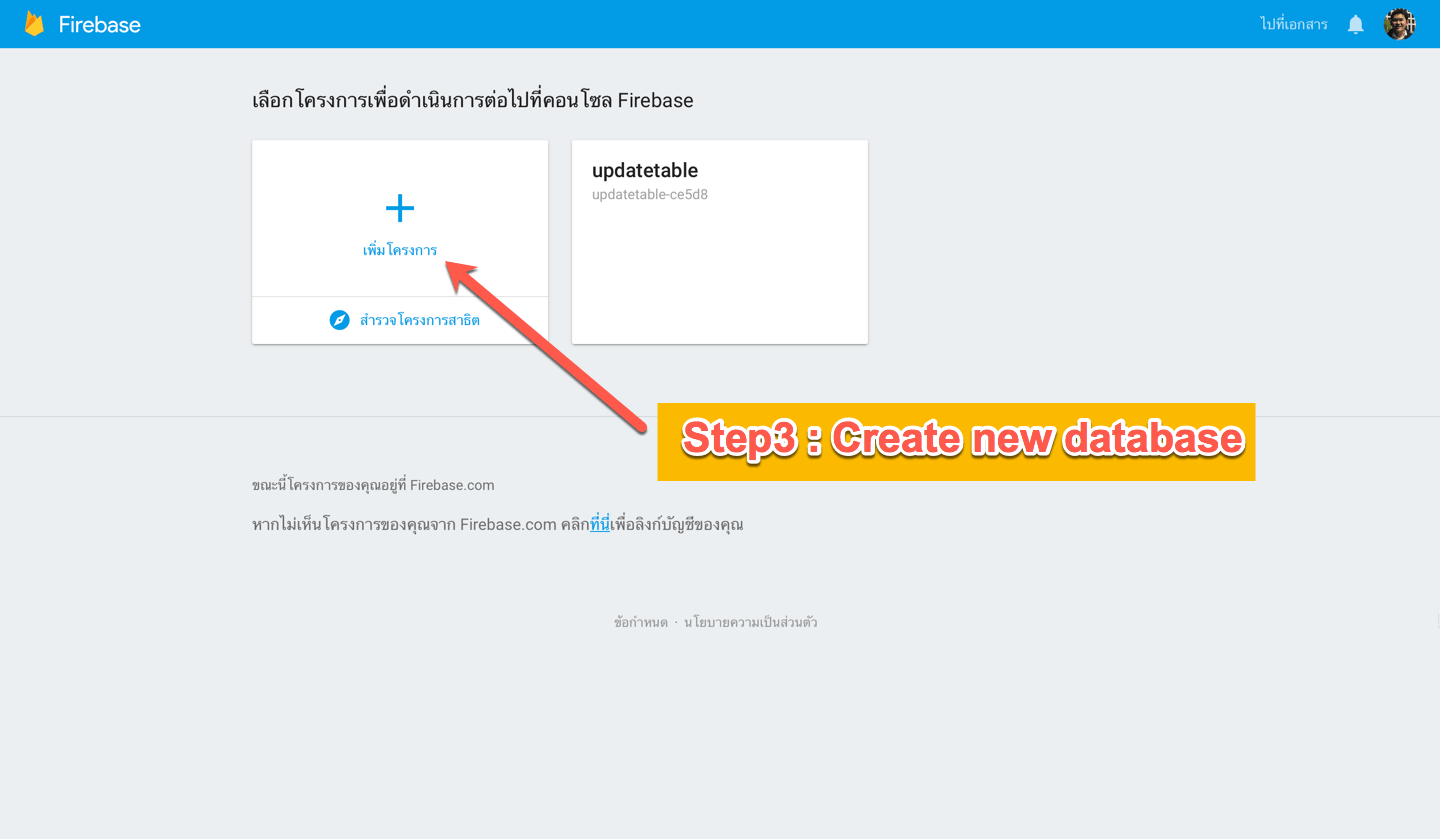 Firebase
ไปที่เอกสาร
เลือกโครงการเพื่อดำเนินการต่อไปที่คอนโซล Firebase
เพิ่มโครงการ
สำรวจโครงการสาธิต
updatetable
updatetable-ce5d8
Step3 : Create new database
ขณะนี้โครงการของคุณอยู่ที่ Firebase.com
หากไม่เห็นโครงการของคุณจาก Firebase.com คลิกที่นี่เพื่อลิงก์บัญชีของคุณ
ข้อกำหนด · นโยบายความเป็นส่วนตัว